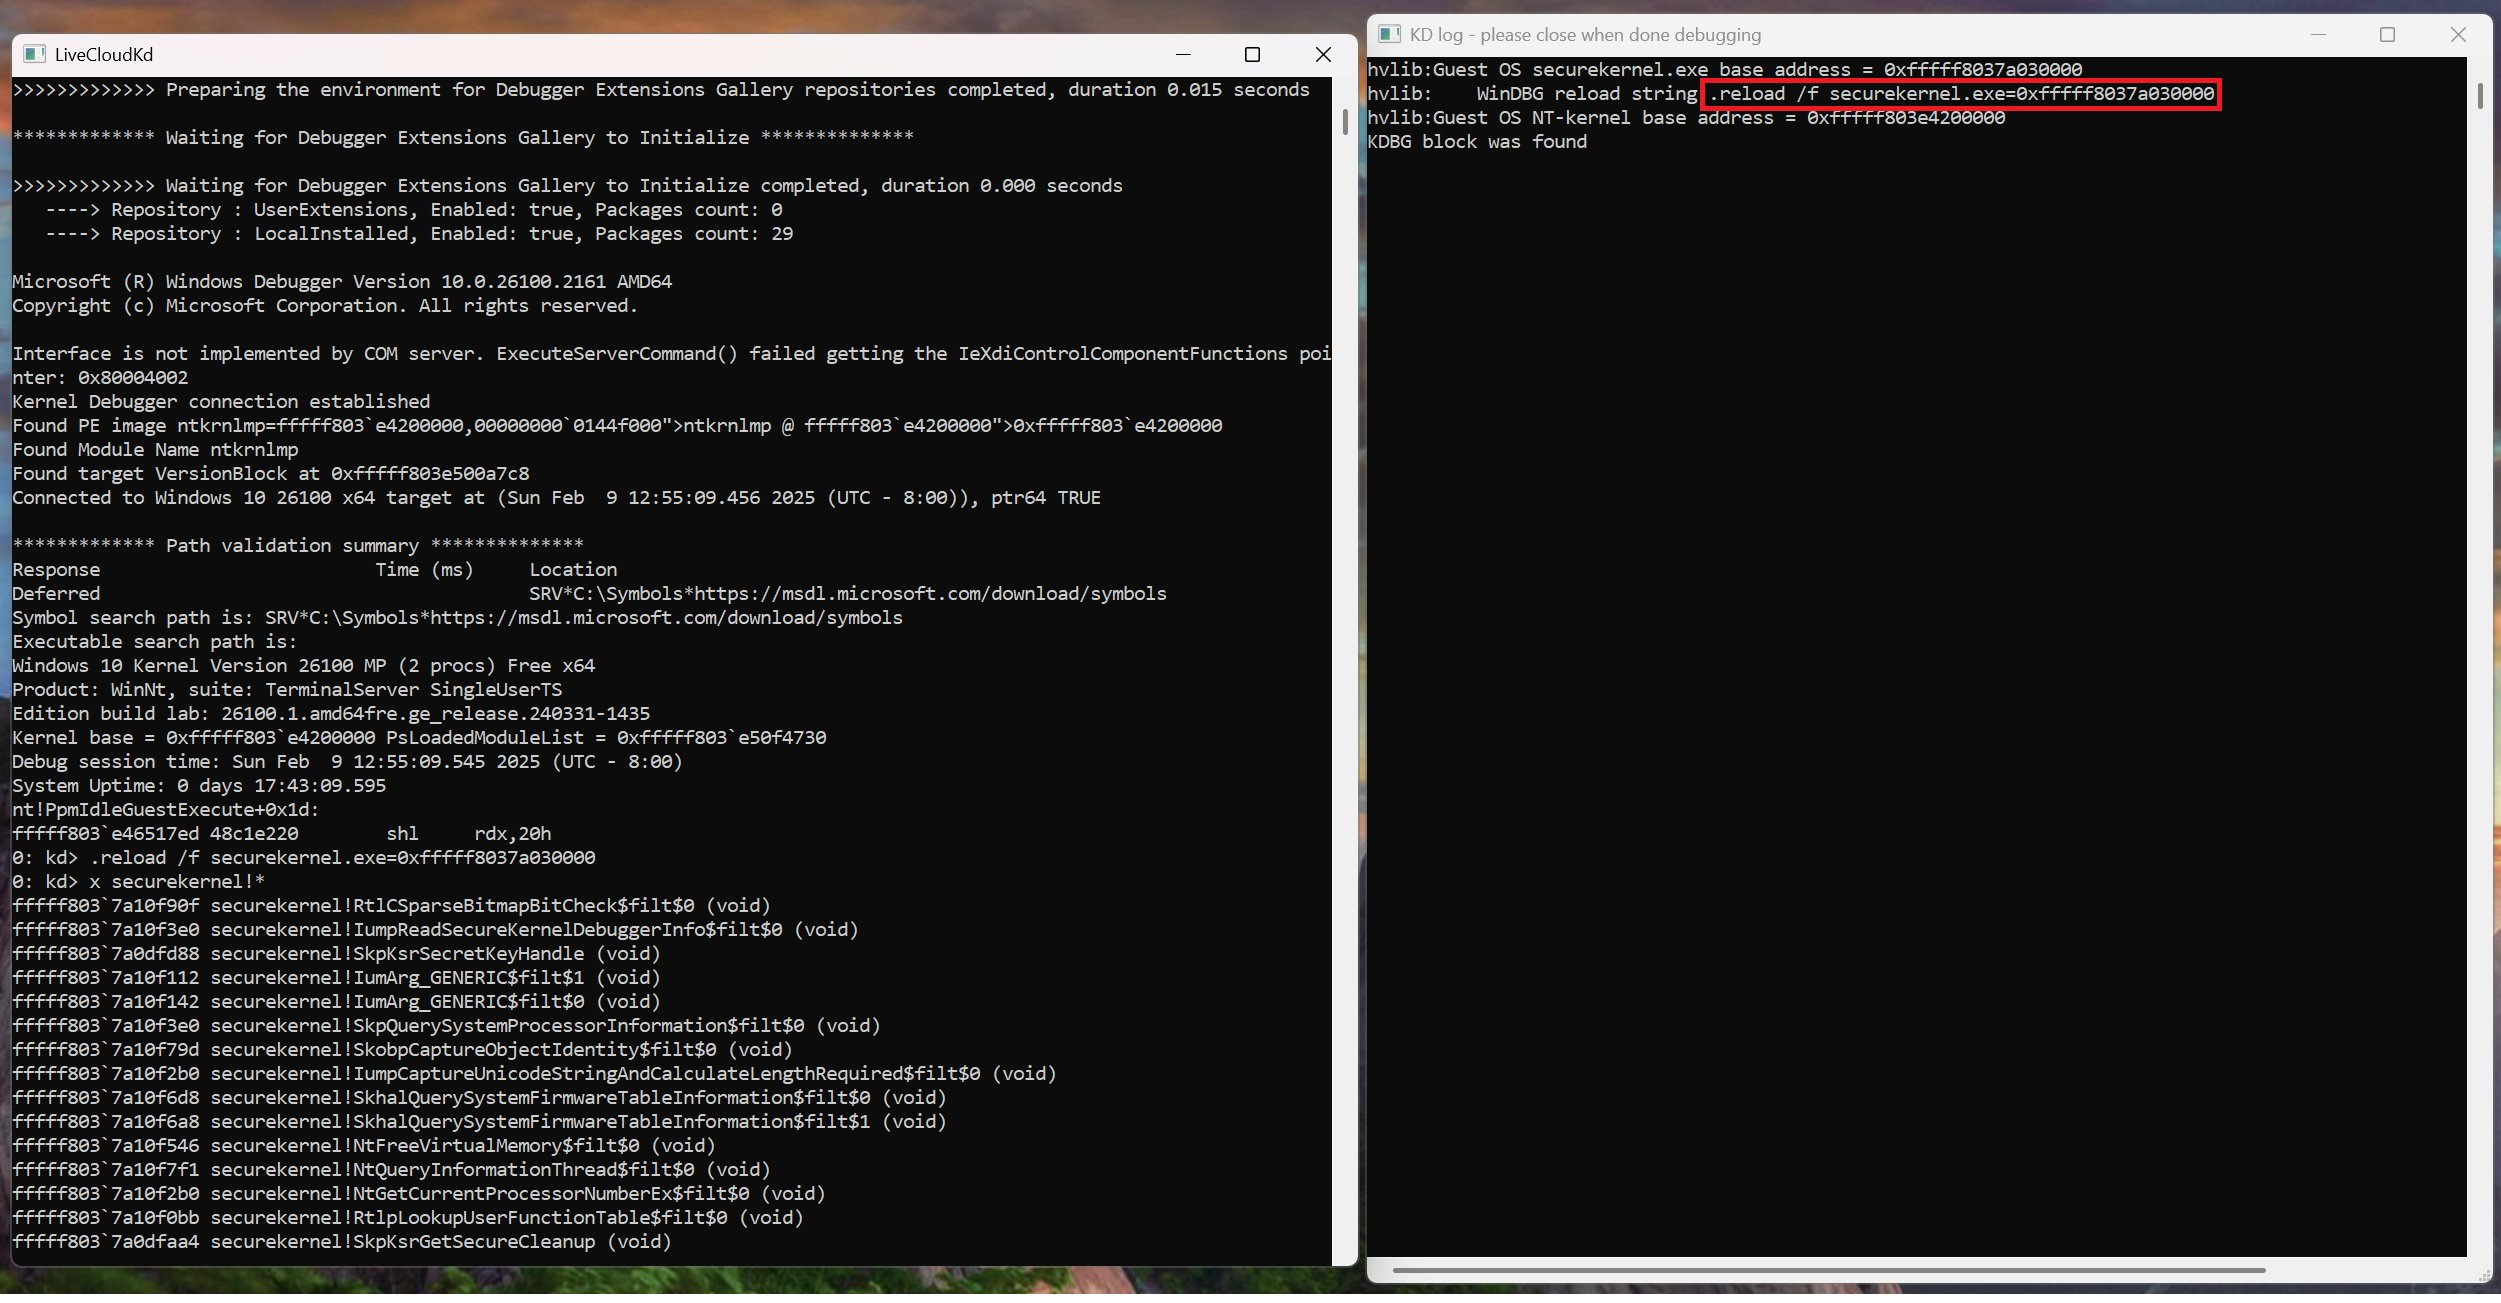 LiveCloudKd
>>>>>>>>>>>>> Preparing the environment for Debugger Extensions Gallery repositories completed, duration 0.015 seconds
************* Waiting for Debugger Extensions Gallery to Initialize **************
>>>>>>>>>>>>> Waiting for Debugger Extensions Gallery to Initialize completed, duration 0.000 seconds
   ----> Repository : UserExtensions, Enabled: true, Packages count: 0
   ----> Repository : LocalInstalled, Enabled: true, Packages count: 29
Microsoft (R) Windows Debugger Version 10.0.26100.2161 AMD64
Copyright (c) Microsoft Corporation. All rights reserved.
Interface is not implemented by COM server. ExecuteServerCommand() failed getting the IeXdiControlComponentFunctions poi
nter: 0x80004002
Kernel Debugger connection established
Found PE image ntkrnlmp=fffff803`e4200000,00000000`0144f000">ntkrnlmp @ fffff803`e4200000">0xfffff803`e4200000
Found Module Name ntkrnlmp
Found target VersionBlock at 0xfffff803e500a7c8
Connected to Windows 10 26100 x64 target at (Sun Feb  9 12:55:09.456 2025 (UTC - 8:00)), ptr64 TRUE
************* Path validation summary **************
Response                         Time (ms)     Location
Deferred                                       SRV*C:\Symbols*https://msdl.microsoft.com/download/symbols
Symbol search path is: SRV*C:\Symbols*https://msdl.microsoft.com/download/symbols
Executable search path is:
Windows 10 Kernel Version 26100 MP (2 procs) Free x64
Product: WinNt, suite: TerminalServer SingleUserTS
Edition build lab: 26100.1.amd64fre.ge_release.240331-1435
Kernel base = 0xfffff803`e4200000 PsLoadedModuleList = 0xfffff803`e50f4730
Debug session time: Sun Feb  9 12:55:09.545 2025 (UTC - 8:00)
System Uptime: 0 days 17:43:09.595
nt!PpmIdleGuestExecute+0x1d:
fffff803`e46517ed 48c1e220        shl     rdx,20h
0: kd> .reload /f securekernel.exe=0xfffff8037a030000
0: kd> x securekernel!*
fffff803`7a10f90f securekernel!RtlCSparseBitmapBitCheck$filt$0 (void)
fffff803`7a10f3e0 securekernel!IumpReadSecureKernelDebuggerInfo$filt$0 (void)
fffff803`7a0dfd88 securekernel!SkpKsrSecretKeyHandle (void)
fffff803`7a10f112 securekernel!IumArg_GENERIC$filt$1 (void)
fffff803`7a10f142 securekernel!IumArg_GENERIC$filt$0 (void)
fffff803`7a10f3e0 securekernel!SkpQuerySystemProcessorInformation$filt$0 (void)
fffff803`7a10f79d securekernel!SkobpCaptureObjectIdentity$filt$0 (void)
fffff803`7a10f2b0 securekernel!IumpCaptureUnicodeStringAndCalculateLengthRequired$filt$0 (void)
fffff803`7a10f6d8 securekernel!SkhalQuerySystemFirmwareTableInformation$filt$0 (void)
fffff803`7a10f6a8 securekernel!SkhalQuerySystemFirmwareTableInformation$filt$1 (void)
fffff803`7a10f546 securekernel!NtFreeVirtualMemory$filt$0 (void)
fffff803`7a10f7f1 securekernel!NtQueryInformationThread$filt$0 (void)
fffff803`7a10f2b0 securekernel!NtGetCurrentProcessorNumberEx$filt$0 (void)
fffff803`7a10f0bb securekernel!RtlpLookupUserFunctionTable$filt$0 (void)
fffff803`7a0dfaa4 securekernel!SkpKsrGetSecureCleanup (void)
KD log - please close when done debugging
hvlib:Guest OS securekernel.exe base address = 0xfffff8037a030000
hvlib:    WinDBG reload string .reload /f securekernel.exe=0xfffff8037a030000
hvlib:Guest OS NT-kernel base address = 0xfffff803e4200000
KDBG block was found